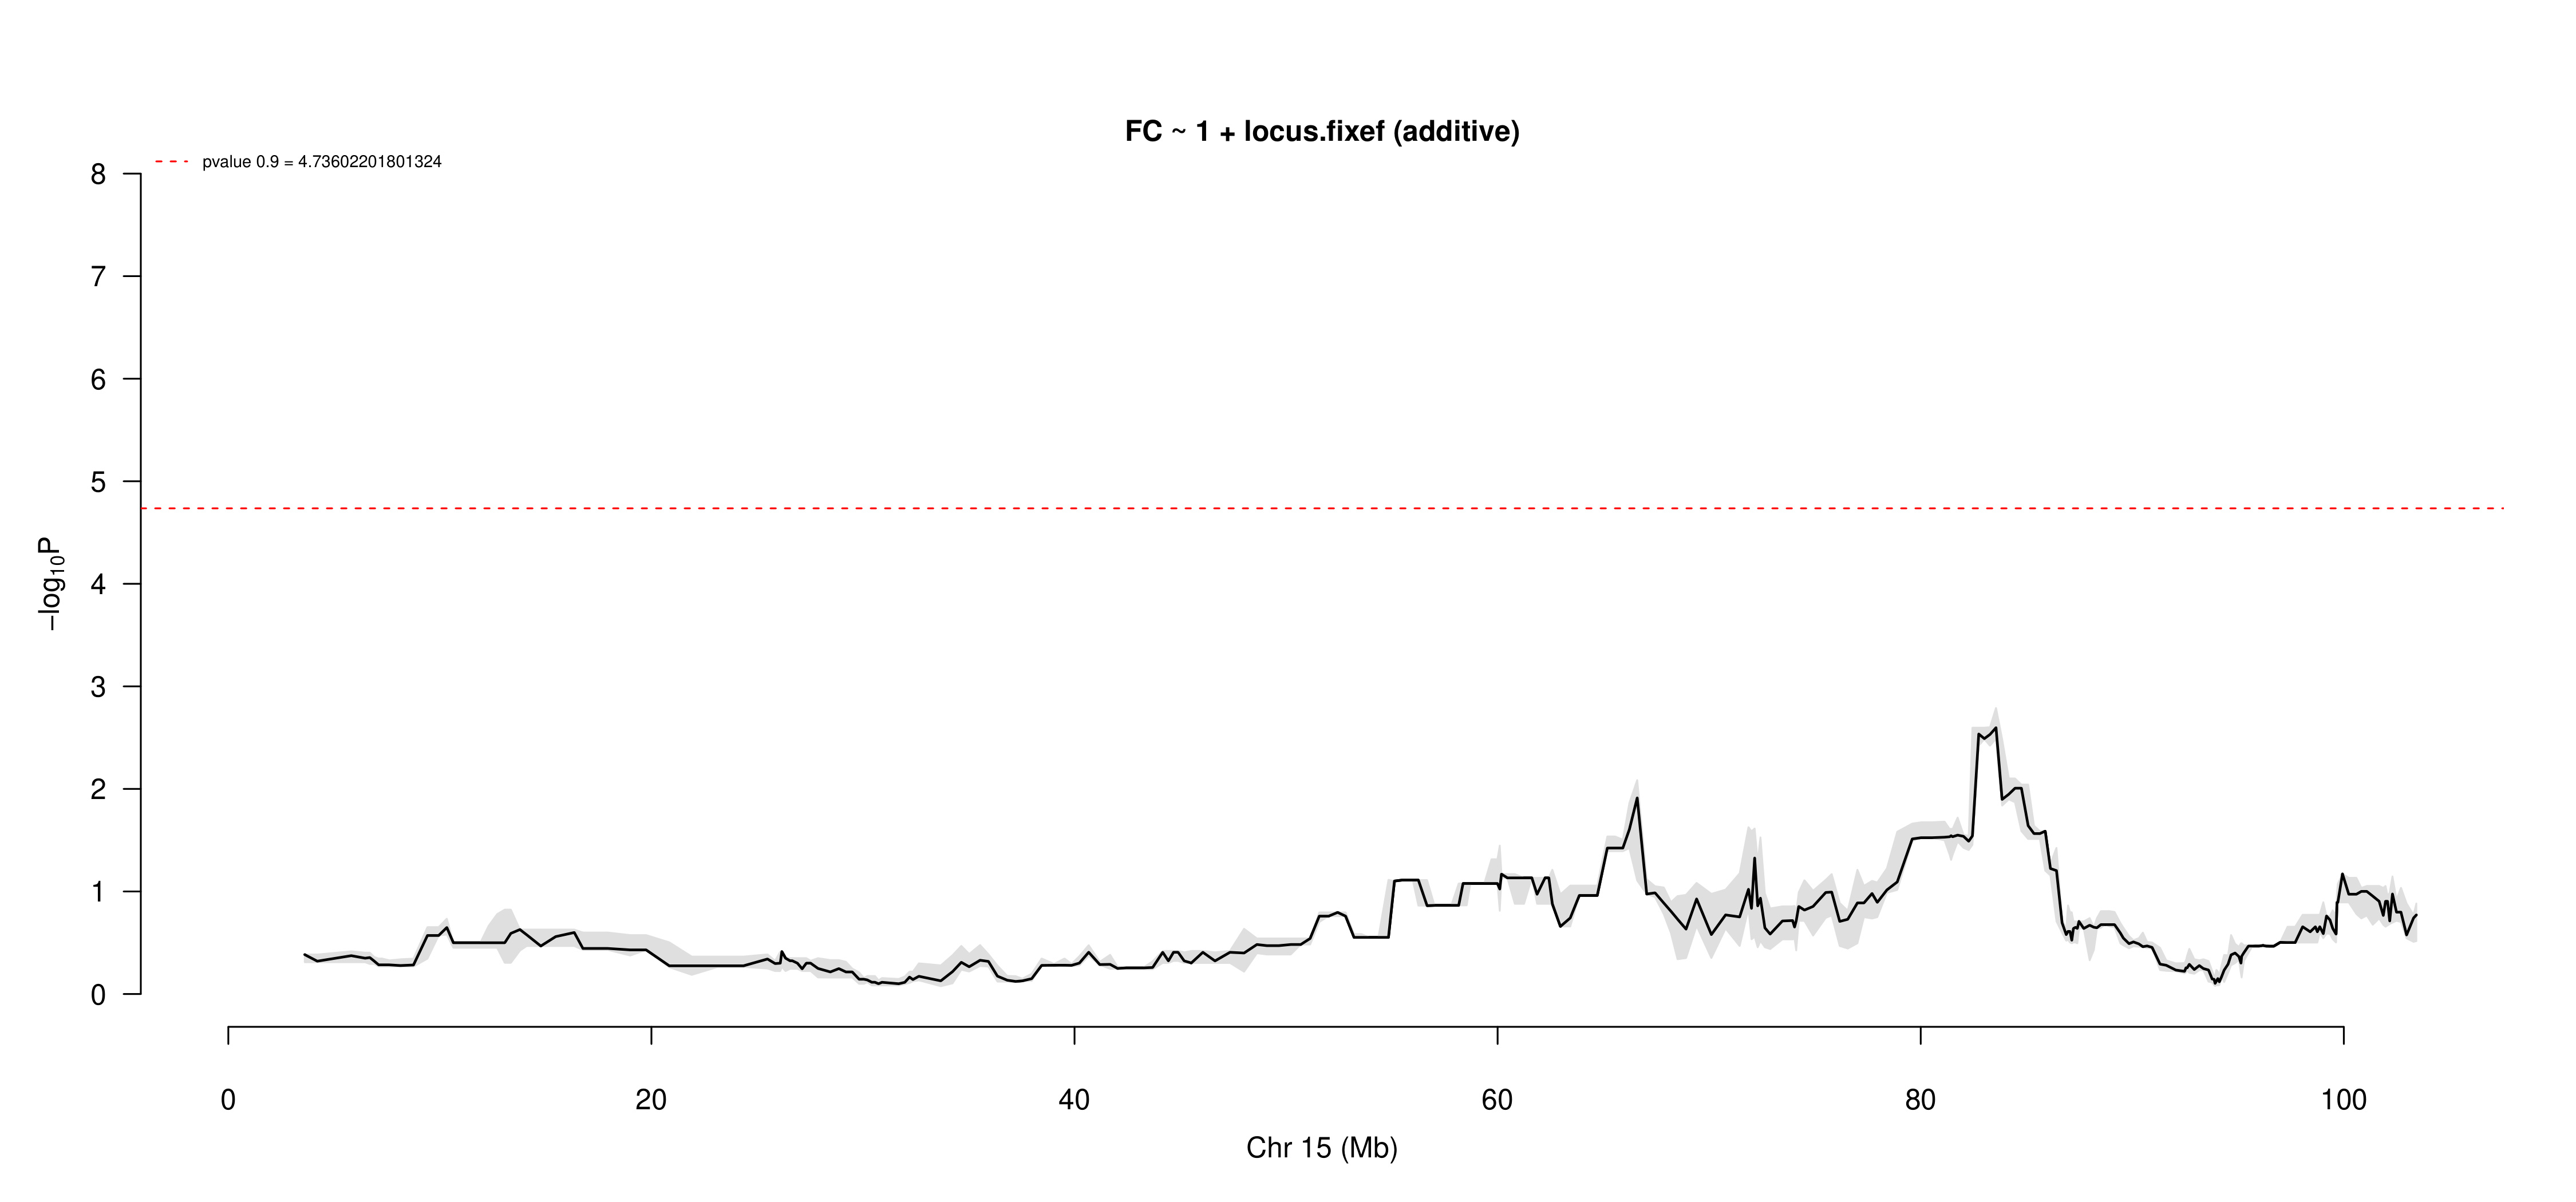 FC ~ 1 + locus.fixef (additive)
pvalue 0.9 = 4.73602201801324
8
7
6
5
4
3
2
1
0
−log10P
0 20 40 60 80 100
Chr 15 (Mb)